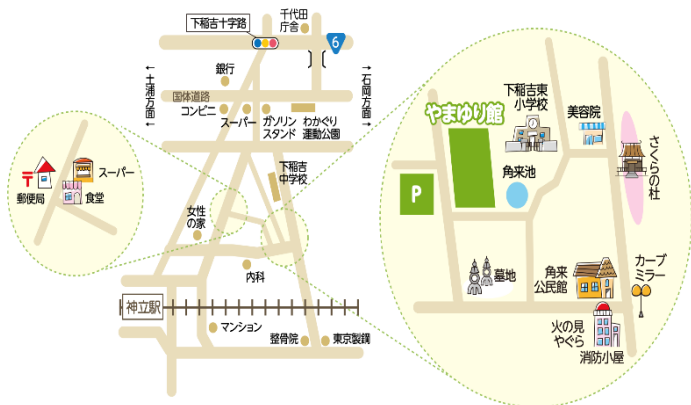 下稲吉十字路
千代田
庁舎
6
銀行
国体道路
コンビニ
スーパー
ガソリン
スタンド
わかぐり
運動公園
←土浦方面
石岡方面→
下稲吉
中学校
女性
の家
内科
神立駅
マンション
整骨院
東京製鋼
〒
郵便局
スーパー
食堂
やまゆり館
下稲吉東
小学校
美容院
さくらの杜
P
角来池
墓地
角来
公民館
カーブ
ミラー
火の見
やぐら
消防小屋